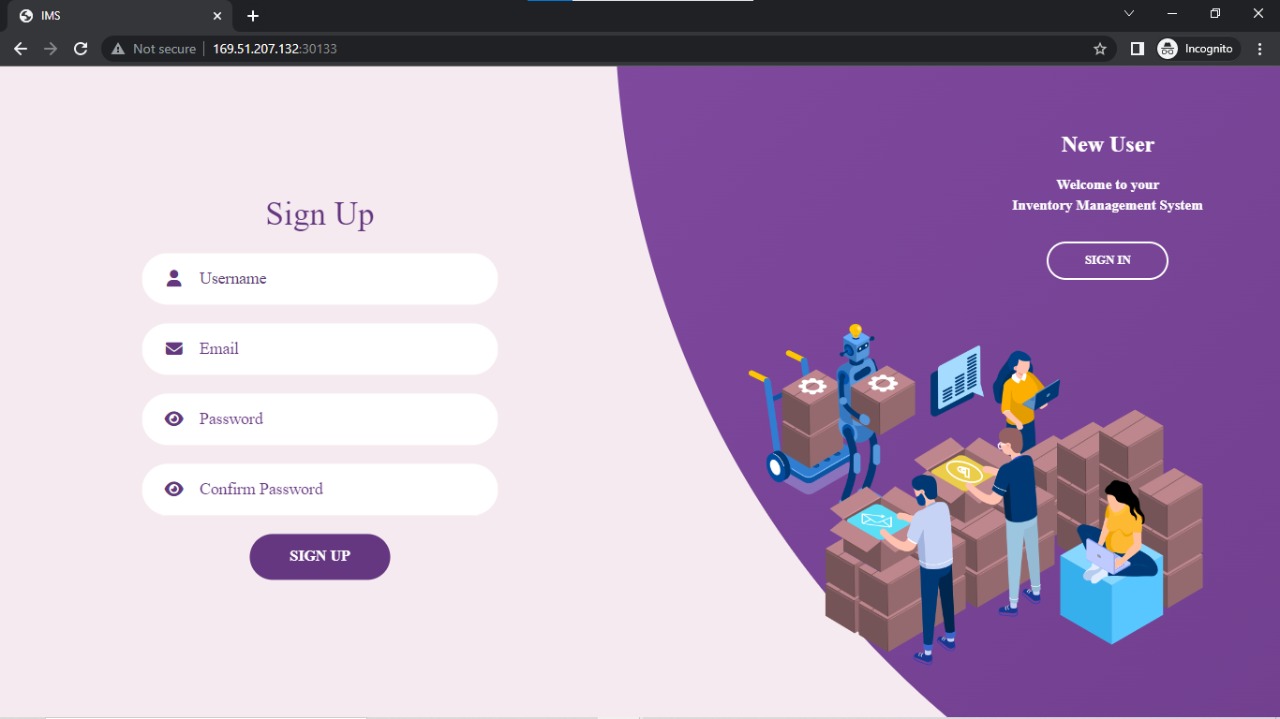 IMS
Not secure
169.51.207.132:30133
Incognito
Sign Up
Username
Email
Password
Confirm Password
SIGN UP
New User
Welcome to your
Inventory Management System
SIGN IN